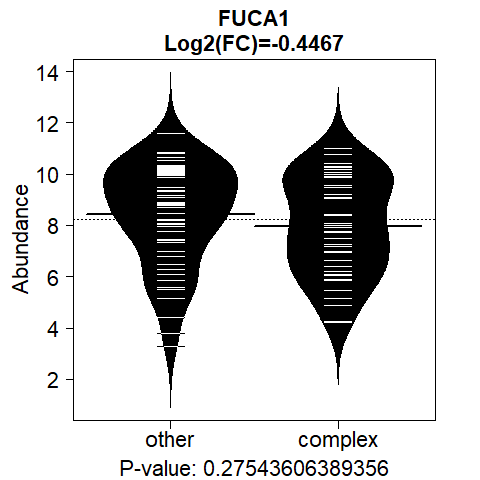 FUCA1
Log2(FC)=-0.4467
Abundance
14
12
10
8
6
4
2
other complex
P-value: 0.27543606389356